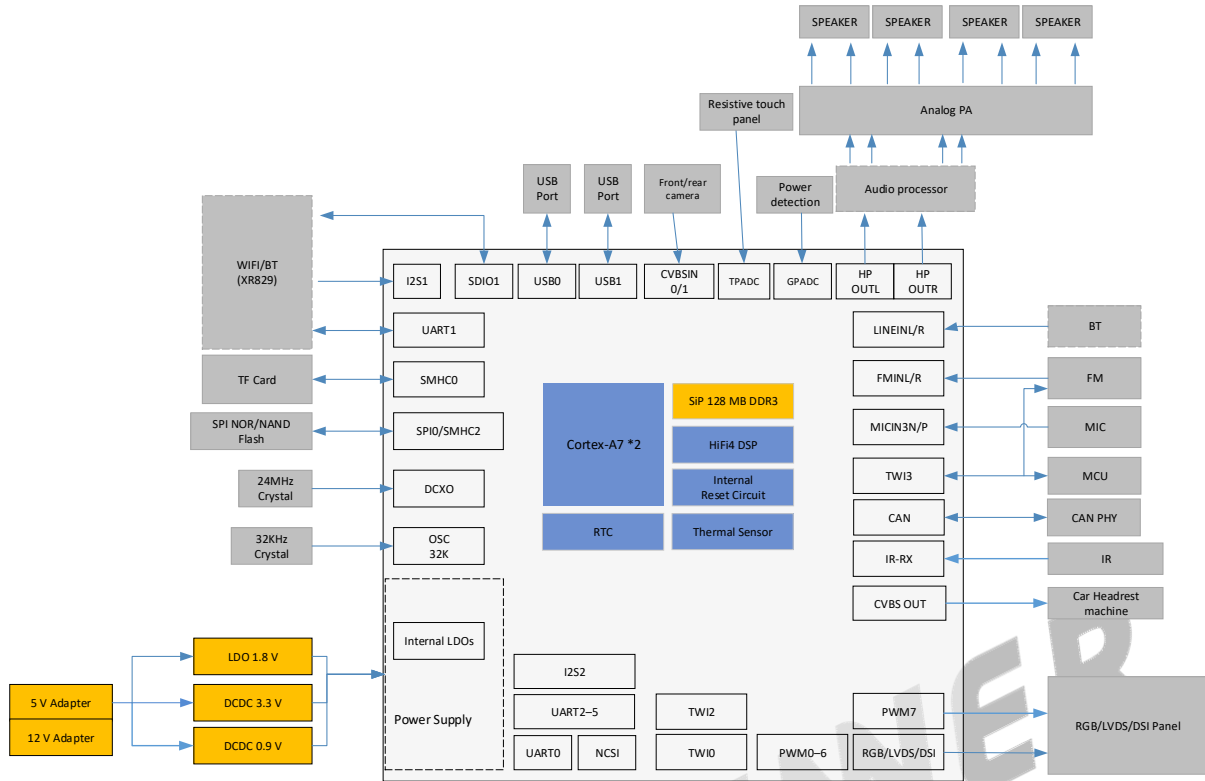 SPEAKER
SPEAKER
SPEAKER
SPEAKER
Analog PA
Resistive touch
panel
Audio processor
Power
detection
Front/rear
camera
USB
Port
USB
Port
WIFI/BT
(XR829)
I2S1
SDIO1
USB0
USB1
CVBSIN
0/1
TPADC
GPADC
HP
OUTL
HP
OUTR
UART1
LINEINL/R
BT
TF Card
SMHC0
FMINL/R
FM
SiP 128 MB DDR3
SPI NOR/NAND
Flash
SPI0/SMHC2
Cortex-A7 *2
HiFi4 DSP
MICIN3N/P
MIC
24MHz
Crystal
DCXO
Internal
Reset Circuit
TWI3
MCU
CAN
CAN PHY
32KHz
Crystal
OSC
32K
RTC
Thermal Sensor
IR-RX
IR
CVBS OUT
Car Headrest
machine
Internal LDOs
LDO 1.8 V
I2S2
5 V Adapter
DCDC 3.3 V
Power Supply
UART2–5
TWI2
PWM7
RGB/LVDS/DSI Panel
12 V Adapter
DCDC 0.9 V
UART0
NCSI
TWI0
PWM0–6
RGB/LVDS/DSI